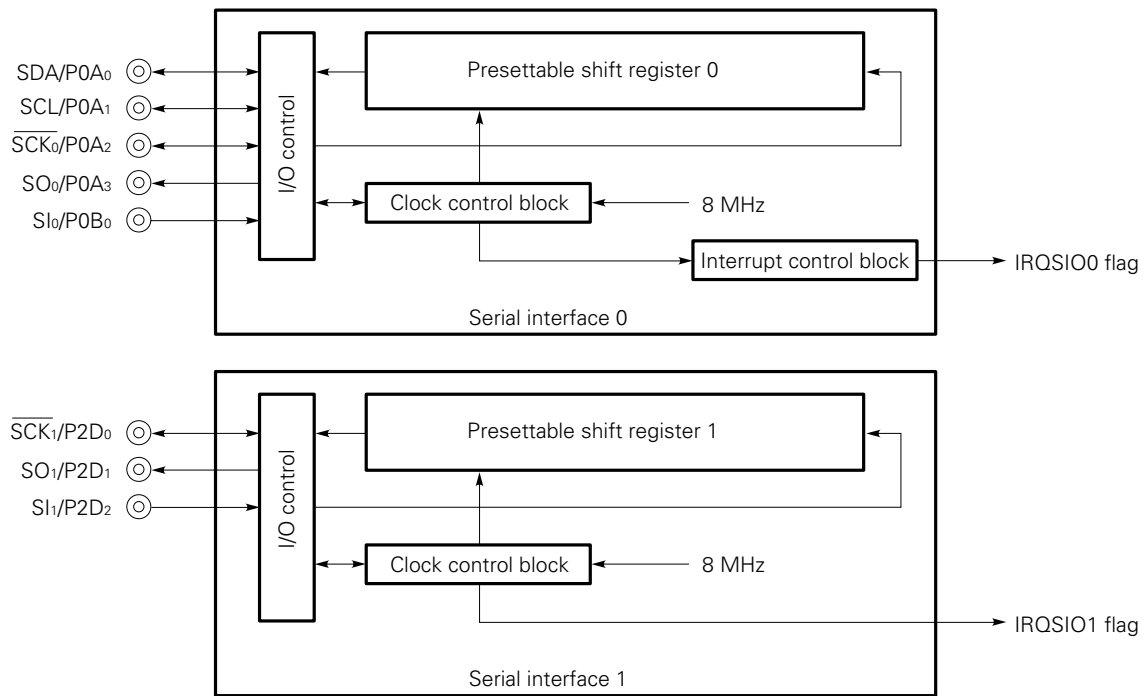 Presettable shift register 0
SDA/P0A₀
SCL/P0A₁
S̅C̅K̅₀/P0A₂
SO₀/P0A₃
SI₀/P0B₀
I/O control
Clock control block
8 MHz
Interrupt control block
IRQSIO0 flag
Serial interface 0
Presettable shift register 1
S̅C̅K̅₁/P2D₀
SO₁/P2D₁
SI₁/P2D₂
I/O control
Clock control block
8 MHz
IRQSIO1 flag
Serial interface 1